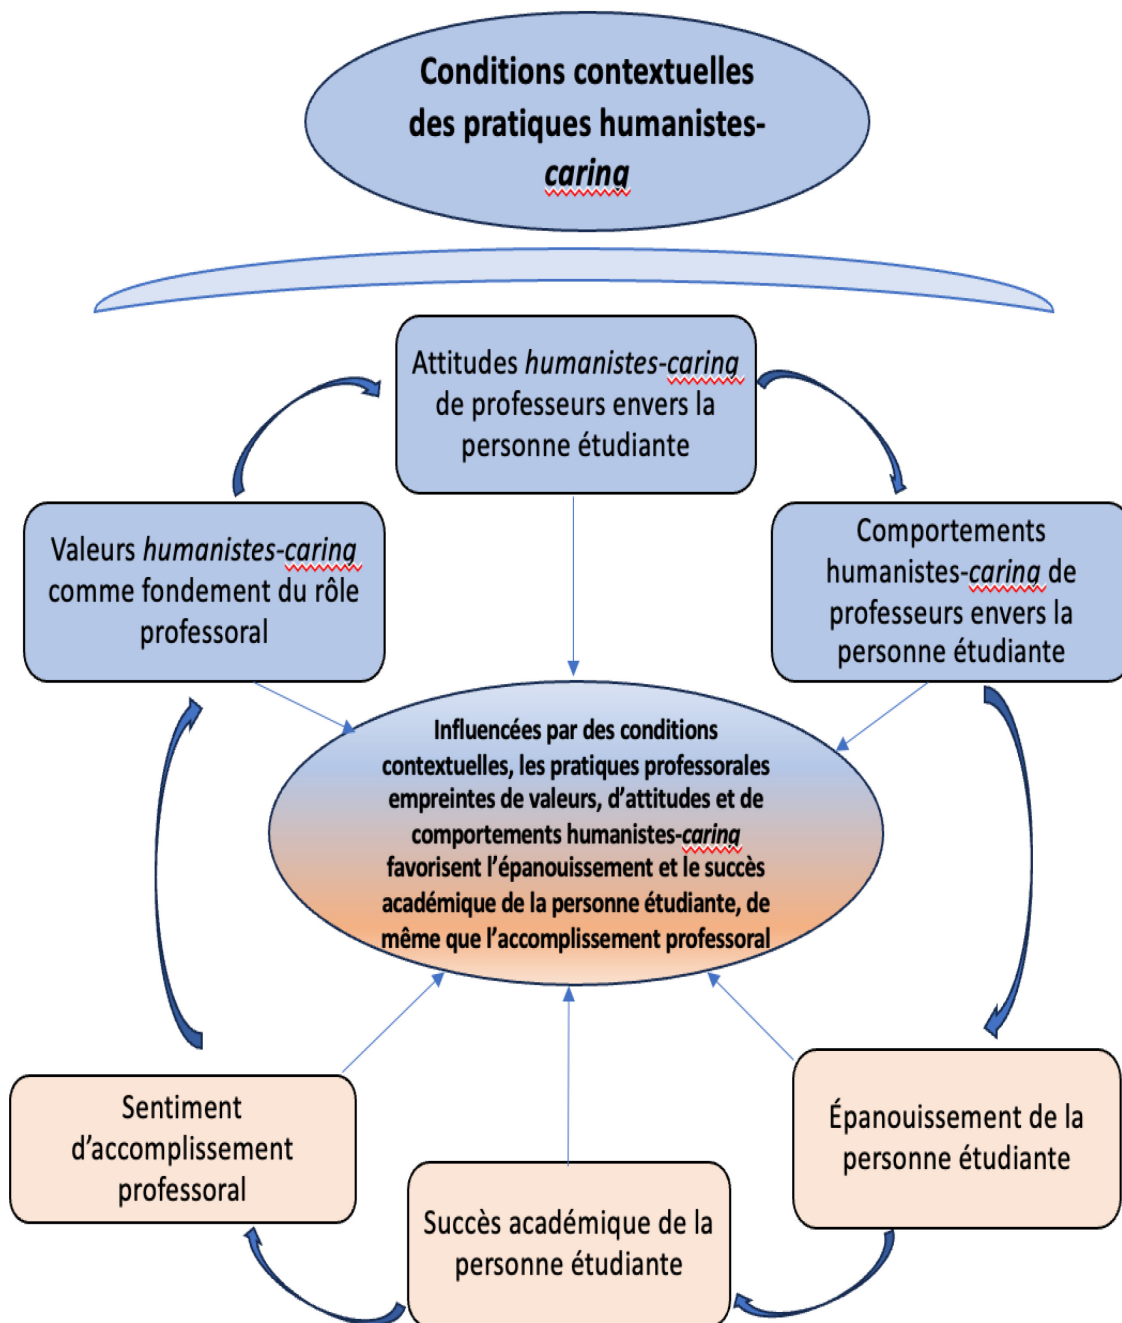 Conditions contextuelles
des pratiques humanistes-
caring
Attitudes humanistes-caring
de professeurs envers la
personne étudiante
Valeurs humanistes-caring
comme fondement du rôle
professoral
Comportements
humanistes-caring de
professeurs envers la
personne étudiante
Influencées par des conditions
contextuelles, les pratiques professorales
empreintes de valeurs, d’attitudes et de
comportements humanistes-caring
favorisent l’épanouissement et le succès
académique de la personne étudiante, de
même que l’accomplissement professoral
Sentiment
d’accomplissement
professoral
Succès académique de la
personne étudiante
Épanouissement de la
personne étudiante